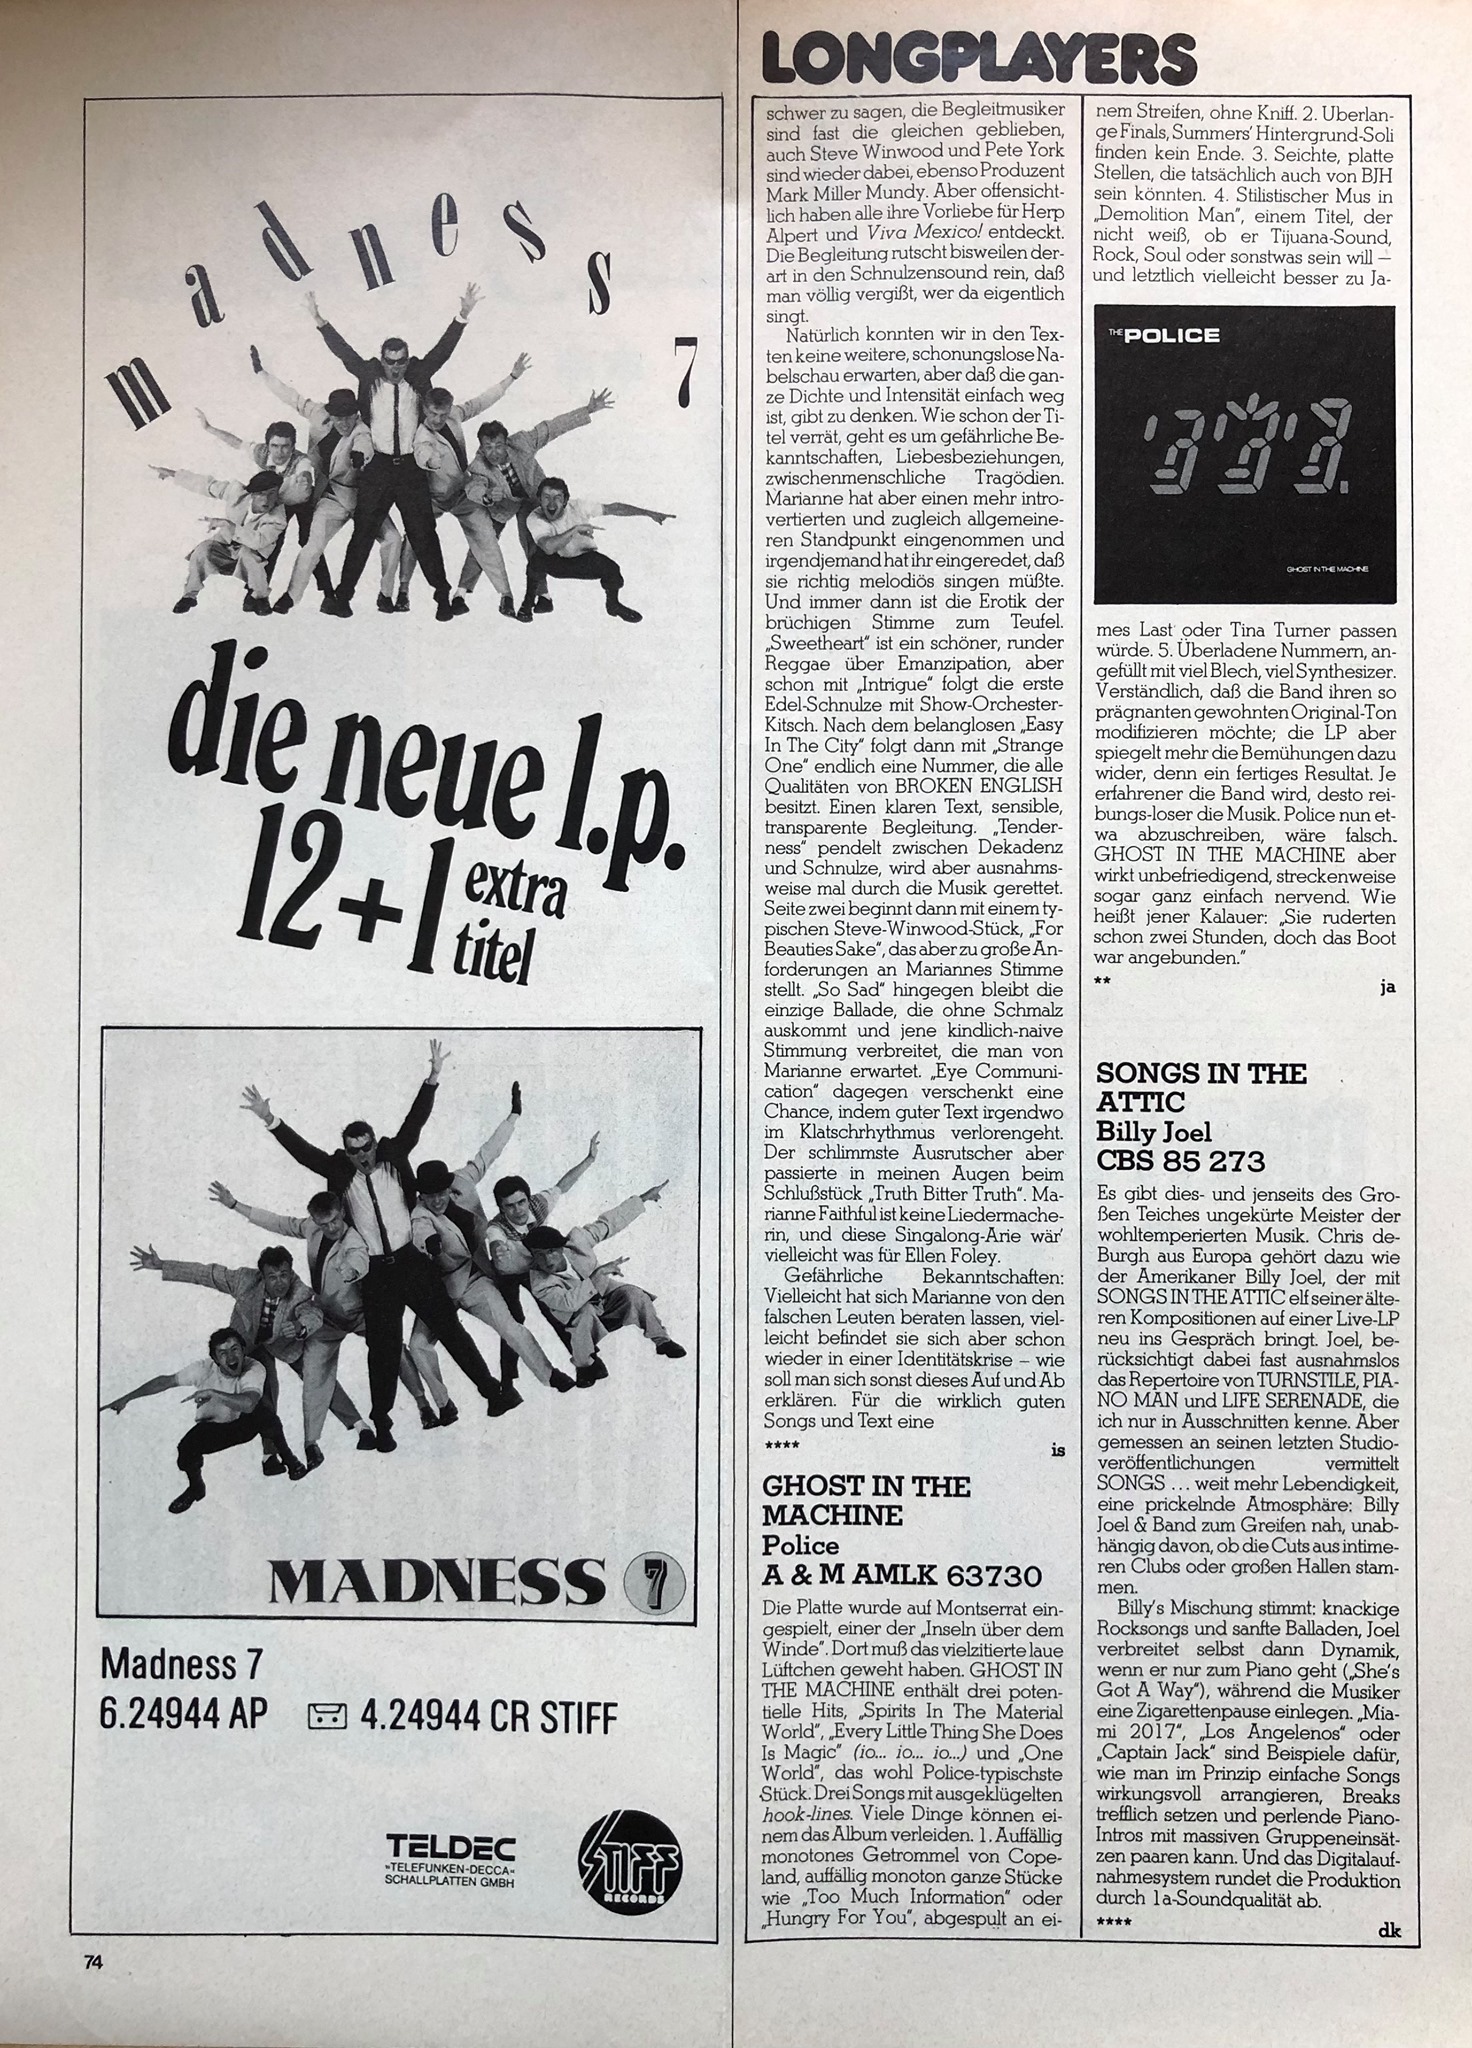 LONGPLAYERS
madness 7
die neue l.p.
12+1 extra
titel
MADNESS 7
Madness 7
6.24944 AP 4.24944 CR STIFF
TELDEC
»TELEFUNKEN-DECCA«
SCHALLPLATTEN GMBH
STIFF
RECORDS
74
schwer zu sagen, die Begleitmusiker
sind fast die gleichen geblieben,
auch Steve Winwood und Pete York
sind wieder dabei, ebenso Produzent
Mark Miller Mundy. Aber offensicht-
lich haben alle ihre Vorliebe für Herp
Alpert und Viva Mexico! entdeckt.
Die Begleitung rutscht bisweilen der-
art in den Schnulzensound rein, daß
man völlig vergißt, wer da eigentlich
singt.
Natürlich konnten wir in den Tex-
ten keine weitere, schonungslose Na-
belschau erwarten, aber daß die gan-
ze Dichte und Intensität einfach weg
ist, gibt zu denken. Wie schon der Ti-
tel verrät, geht es um gefährliche Be-
kanntschaften, Liebesbeziehungen,
zwischenmenschliche Tragödien.
Marianne hat aber einen mehr intro-
vertierten und zugleich allgemeine-
ren Standpunkt eingenommen und
irgendjemand hat ihr eingeredet, daß
sie richtig melodiös singen müßte.
Und immer dann ist die Erotik der
brüchigen Stimme zum Teufel.
„Sweetheart“ ist ein schöner, runder
Reggae über Emanzipation, aber
schon mit „Intrigue“ folgt die erste
Edel-Schnulze mit Show-Orchester-
Kitsch. Nach dem belanglosen „Easy
In The City“ folgt dann mit „Strange
One“ endlich eine Nummer, die alle
Qualitäten von BROKEN ENGLISH
besitzt. Einen klaren Text, sensible,
transparente Begleitung. „Tender-
ness“ pendelt zwischen Dekadenz
und Schnulze, wird aber ausnahms-
weise mal durch die Musik gerettet.
Seite zwei beginnt dann mit einem ty-
pischen Steve-Winwood-Stück, „For
Beauties Sake“, das aber zu große An-
forderungen an Mariannes Stimme
stellt. „So Sad“ hingegen bleibt die
einzige Ballade, die ohne Schmalz
auskommt und jene kindlich-naive
Stimmung verbreitet, die man von
Marianne erwartet. „Eye Communi-
cation“ dagegen verschenkt eine
Chance, indem guter Text irgendwo
im Klatschrhythmus verlorengeht.
Der schlimmste Ausrutscher aber
passierte in meinen Augen beim
Schlußstück „Truth Bitter Truth“. Ma-
rianne Faithful ist keine Liedermache-
rin, und diese Singalong-Arie wär'
vielleicht was für Ellen Foley.
Gefährliche Bekanntschaften:
Vielleicht hat sich Marianne von den
falschen Leuten beraten lassen, viel-
leicht befindet sie sich aber schon
wieder in einer Identitätskrise – wie
soll man sich sonst dieses Auf und Ab
erklären. Für die wirklich guten
Songs und Text eine
**** is
GHOST IN THE
MACHINE
Police
A & M AMLK 63730
Die Platte wurde auf Montserrat ein-
gespielt, einer der „Inseln über dem
Winde“. Dort muß das vielzitierte laue
Lüftchen geweht haben. GHOST IN
THE MACHINE enthält drei poten-
tielle Hits, „Spirits In The Material
World“, „Every Little Thing She Does
Is Magic“ (io... io... io...) und „One
World“, das wohl Police-typischste
Stück. Drei Songs mit ausgeklügelten
hook-lines. Viele Dinge können ei-
nem das Album verleiden. 1. Auffällig
monotones Getrommel von Cope-
land, auffällig monoton ganze Stücke
wie „Too Much Information“ oder
„Hungry For You“, abgespult an ei-
nem Streifen, ohne Kniff. 2. Uberlan-
ge Finals, Summers' Hintergrund-Soli
finden kein Ende. 3. Seichte, platte
Stellen, die tatsächlich auch von BJH
sein könnten. 4. Stilistischer Mus in
„Demolition Man“, einem Titel, der
nicht weiß, ob er Tijuana-Sound,
Rock, Soul oder sonstwas sein will –
und letztlich vielleicht besser zu Ja-
THE POLICE
GHOST IN THE MACHINE
mes Last oder Tina Turner passen
würde. 5. Überladene Nummern, an-
gefüllt mit viel Blech, viel Synthesizer.
Verständlich, daß die Band ihren so
prägnanten gewohnten Original-Ton
modifizieren möchte; die LP aber
spiegelt mehr die Bemühungen dazu
wider, denn ein fertiges Resultat. Je
erfahrener die Band wird, desto rei-
bungs-loser die Musik. Police nun et-
wa abzuschreiben, wäre falsch.
GHOST IN THE MACHINE aber
wirkt unbefriedigend, streckenweise
sogar ganz einfach nervend. Wie
heißt jener Kalauer: „Sie ruderten
schon zwei Stunden, doch das Boot
war angebunden.“
** ja
SONGS IN THE
ATTIC
Billy Joel
CBS 85 273
Es gibt dies- und jenseits des Gro-
ßen Teiches ungekürte Meister der
wohltemperierten Musik. Chris de-
Burgh aus Europa gehört dazu wie
der Amerikaner Billy Joel, der mit
SONGS IN THE ATTIC elf seiner älte-
ren Kompositionen auf einer Live-LP
neu ins Gespräch bringt. Joel, be-
rücksichtigt dabei fast ausnahmslos
das Repertoire von TURNSTILE, PIA-
NO MAN und LIFE SERENADE, die
ich nur in Ausschnitten kenne. Aber
gemessen an seinen letzten Studio-
veröffentlichungen vermittelt
SONGS ... weit mehr Lebendigkeit,
eine prickelnde Atmosphäre: Billy
Joel & Band zum Greifen nah, unab-
hängig davon, ob die Cuts aus intime-
ren Clubs oder großen Hallen stam-
men.
Billy's Mischung stimmt: knackige
Rocksongs und sanfte Balladen, Joel
verbreitet selbst dann Dynamik,
wenn er nur zum Piano geht („She's
Got A Way“), während die Musiker
eine Zigarettenpause einlegen. „Mia-
mi 2017“, „Los Angelenos“ oder
„Captain Jack“ sind Beispiele dafür,
wie man im Prinzip einfache Songs
wirkungsvoll arrangieren, Breaks
trefflich setzen und perlende Piano-
Intros mit massiven Gruppeneinsät-
zen paaren kann. Und das Digitalauf-
nahmesystem rundet die Produktion
durch 1a-Soundqualität ab.
**** dk